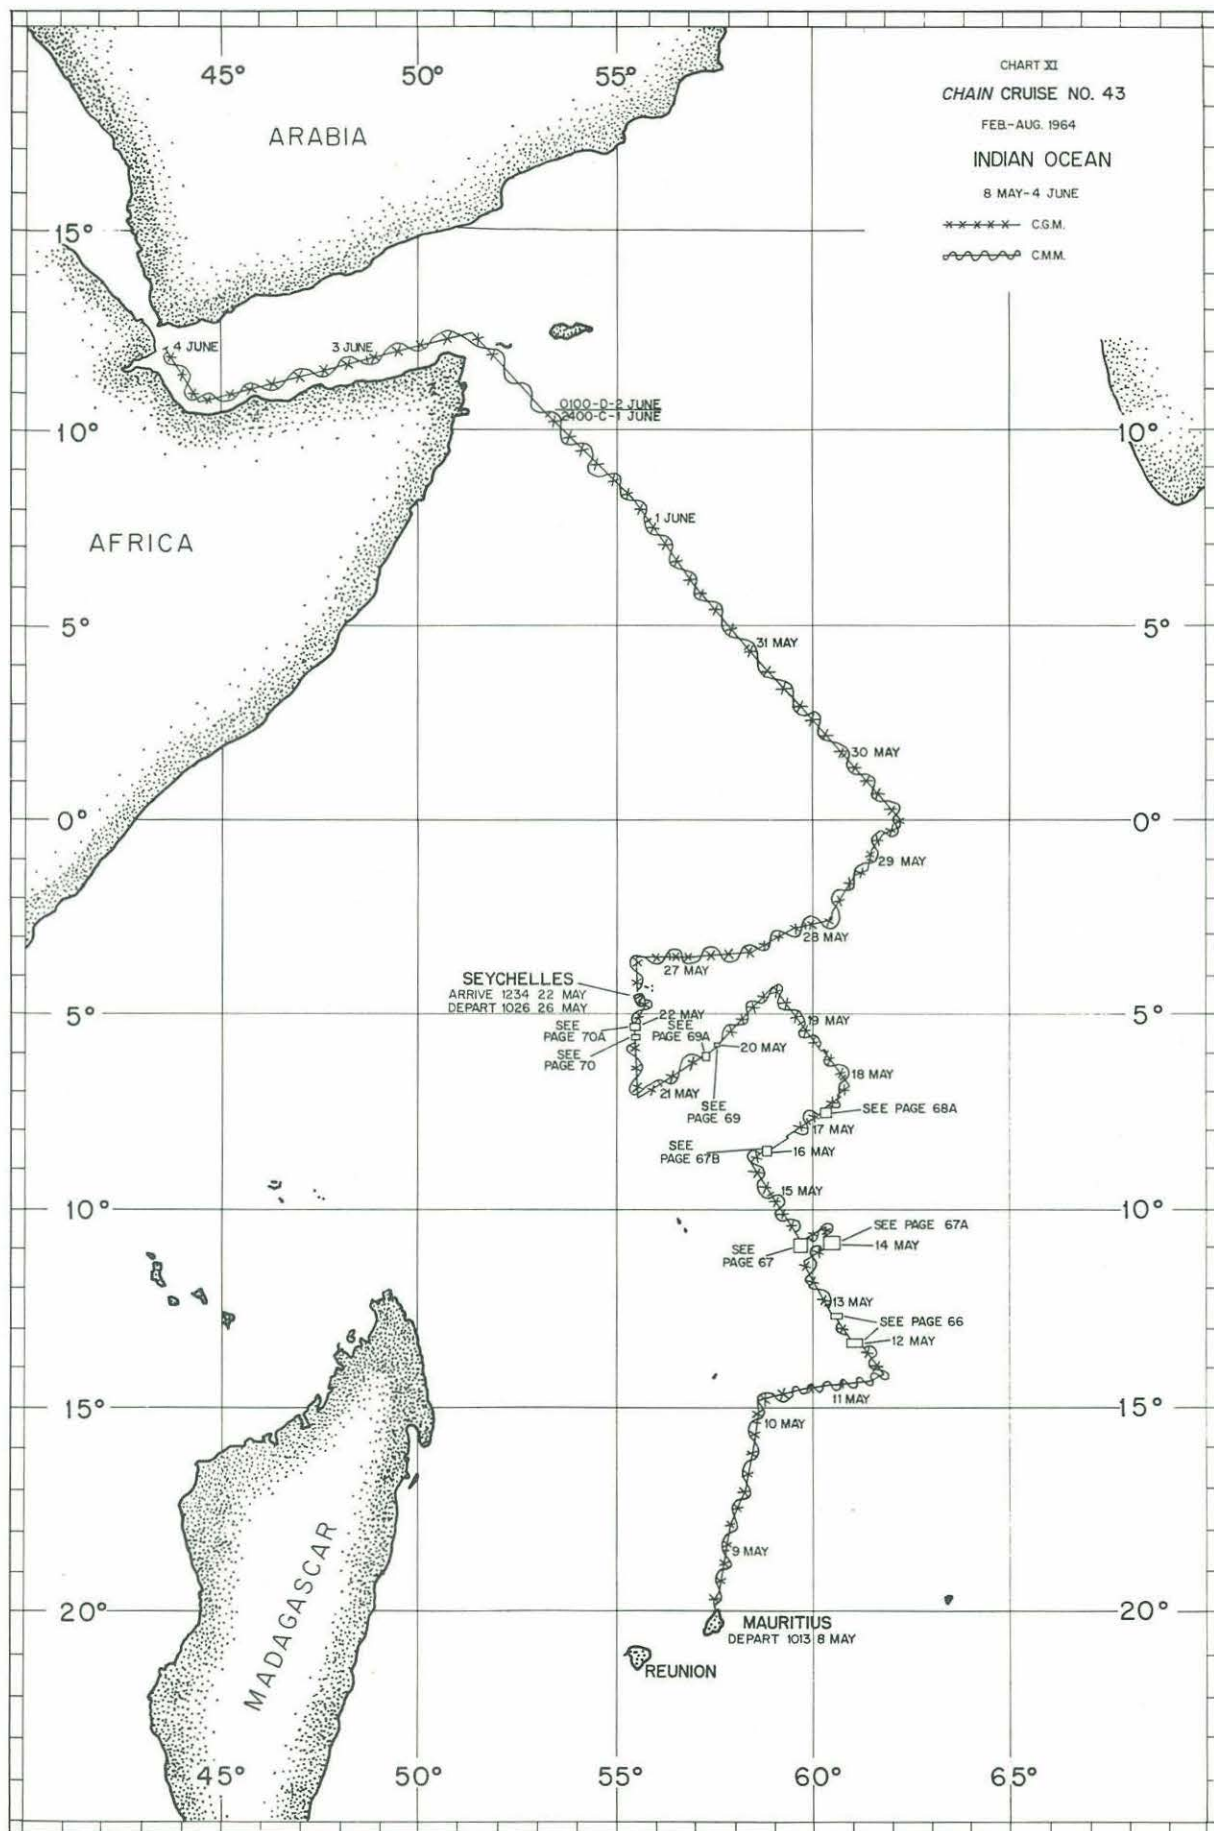 45°
50°
55°
CHART XI
CHAIN CRUISE NO. 43
FEB.-AUG. 1964
INDIAN OCEAN
8 MAY-4 JUNE
C.G.M.
C.M.M.
ARABIA
15°
4 JUNE
3 JUNE
0100-D-2 JUNE
2400-C-1 JUNE
10°
10°
1 JUNE
AFRICA
5°
5°
31 MAY
30 MAY
0°
0°
29 MAY
28 MAY
27 MAY
SEYCHELLES
ARRIVE 1234 22 MAY
DEPART 1026 26 MAY
5°
5°
22 MAY
19 MAY
SEE
PAGE 70A
SEE
PAGE 69A
SEE
PAGE 70
20 MAY
18 MAY
21 MAY
SEE
PAGE 69
SEE PAGE 68A
17 MAY
SEE
PAGE 67B
16 MAY
15 MAY
10°
10°
SEE PAGE 67A
14 MAY
SEE
PAGE 67
13 MAY
SEE PAGE 66
12 MAY
11 MAY
15°
15°
10 MAY
9 MAY
MADAGASCAR
20°
20°
MAURITIUS
DEPART 1013 8 MAY
REUNION
45°
50°
55°
60°
65°